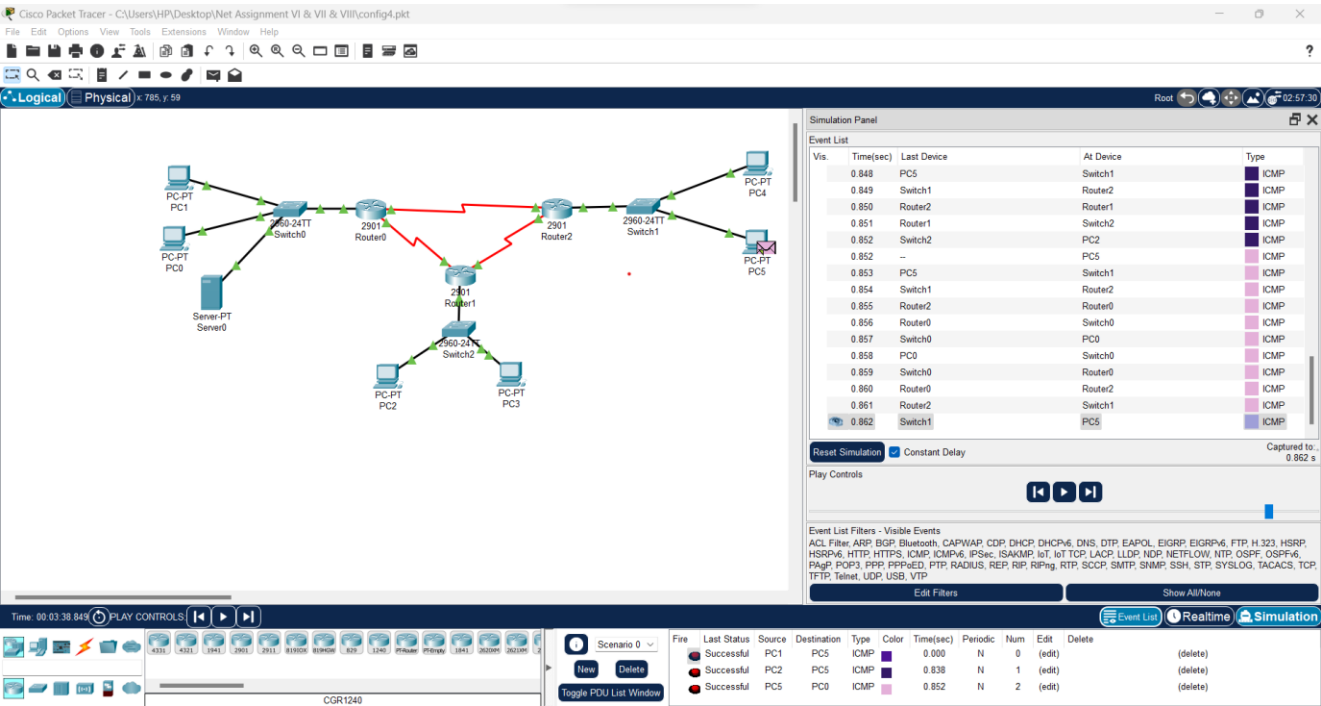 Cisco Packet Tracer - C:\Users\HP\Desktop\Net Assignment VI & VII & VIII\config4.pkt
File Edit Options View Tools Extensions Window Help
?
Logical Physical x: 785, y: 59
Root 02:57:30
Simulation Panel
Event List
Vis. Time(sec) Last Device At Device Type
0.848 PC5 Switch1 ICMP
0.849 Switch1 Router2 ICMP
0.850 Router2 Router1 ICMP
0.851 Router1 Switch2 ICMP
0.852 Switch2 PC2 ICMP
0.852 -- PC5 ICMP
0.853 PC5 Switch1 ICMP
0.854 Switch1 Router2 ICMP
0.855 Router2 Router0 ICMP
0.856 Router0 Switch0 ICMP
0.857 Switch0 PC0 ICMP
0.858 PC0 Switch0 ICMP
0.859 Switch0 Router0 ICMP
0.860 Router0 Router2 ICMP
0.861 Router2 Switch1 ICMP
0.862 Switch1 PC5 ICMP
Reset Simulation Constant Delay
Captured to:
0.862 s
Play Controls
Event List Filters - Visible Events
ACL Filter, ARP, BGP, Bluetooth, CAPWAP, CDP, DHCP, DHCPv6, DNS, DTP, EAPOL, EIGRP, EIGRPv6, FTP, H.323, HSRP,
HSRPv6, HTTP, HTTPS, ICMP, ICMPv6, IPSec, ISAKMP, IoT, IoT TCP, LACP, LLDP, NDP, NETFLOW, NTP, OSPF, OSPFv6,
PAgP, POP3, PPP, PPPoED, PTP, RADIUS, REP, RIP, RIPng, RTP, SCCP, SMTP, SNMP, SSH, STP, SYSLOG, TACACS, TCP,
TFTP, Telnet, UDP, USB, VTP
Edit Filters Show All/None
PC-PT
PC1
PC-PT
PC0
Server-PT
Server0
2960-24TT
Switch0
2901
Router0
2901
Router2
2960-24TT
Switch1
PC-PT
PC4
PC-PT
PC5
2901
Router1
2960-24TT
Switch2
PC-PT
PC2
PC-PT
PC3
Time: 00:03:38.849 PLAY CONTROLS:
Event List Realtime Simulation
4331 4321 1941 2901 2911 819IOX 819HGW 829 1240 PT-Router PT-Empty 1841 2620XM 2621XM
CGR1240
Scenario 0
New Delete
Toggle PDU List Window
Fire Last Status Source Destination Type Color Time(sec) Periodic Num Edit Delete
Successful PC1 PC5 ICMP 0.000 N 0 (edit) (delete)
Successful PC2 PC5 ICMP 0.838 N 1 (edit) (delete)
Successful PC5 PC0 ICMP 0.852 N 2 (edit) (delete)